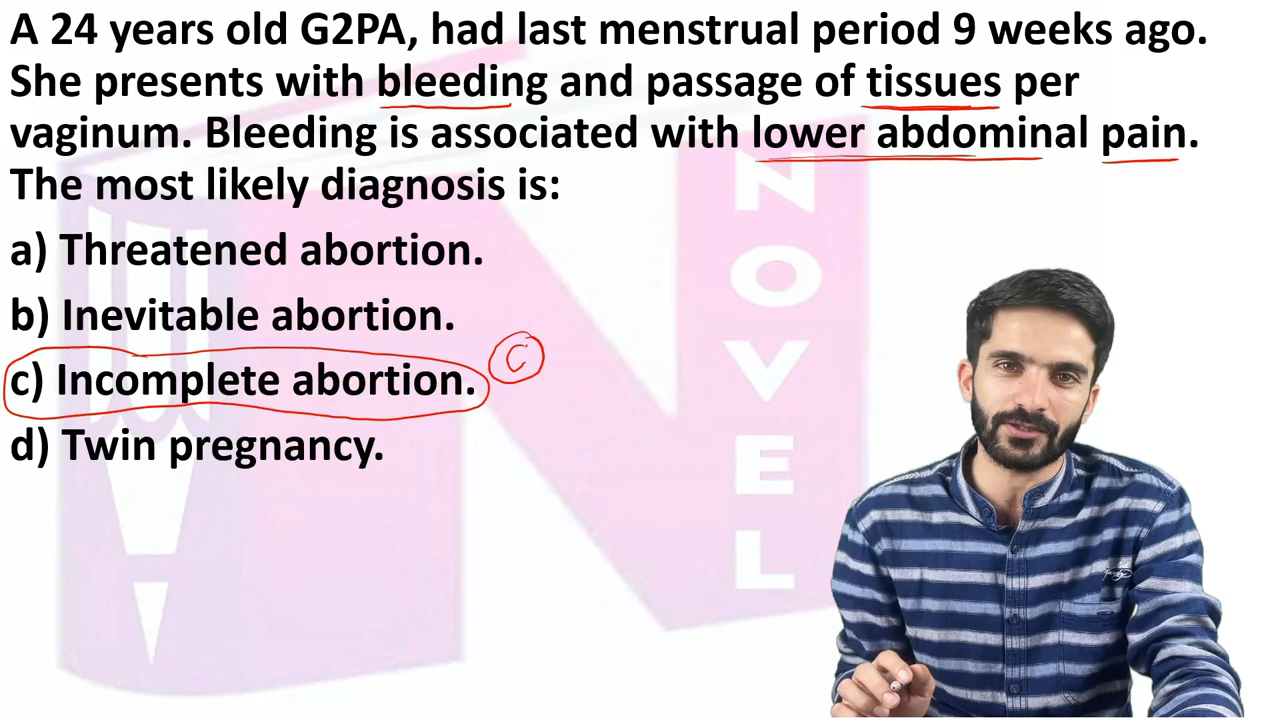 A 24 years old G2PA, had last menstrual period 9 weeks ago.
She presents with bleeding and passage of tissues per
vaginum. Bleeding is associated with lower abdominal pain.
The most likely diagnosis is:
a) Threatened abortion.
b) Inevitable abortion.
c) Incomplete abortion.
C
d) Twin pregnancy.
NOVEL